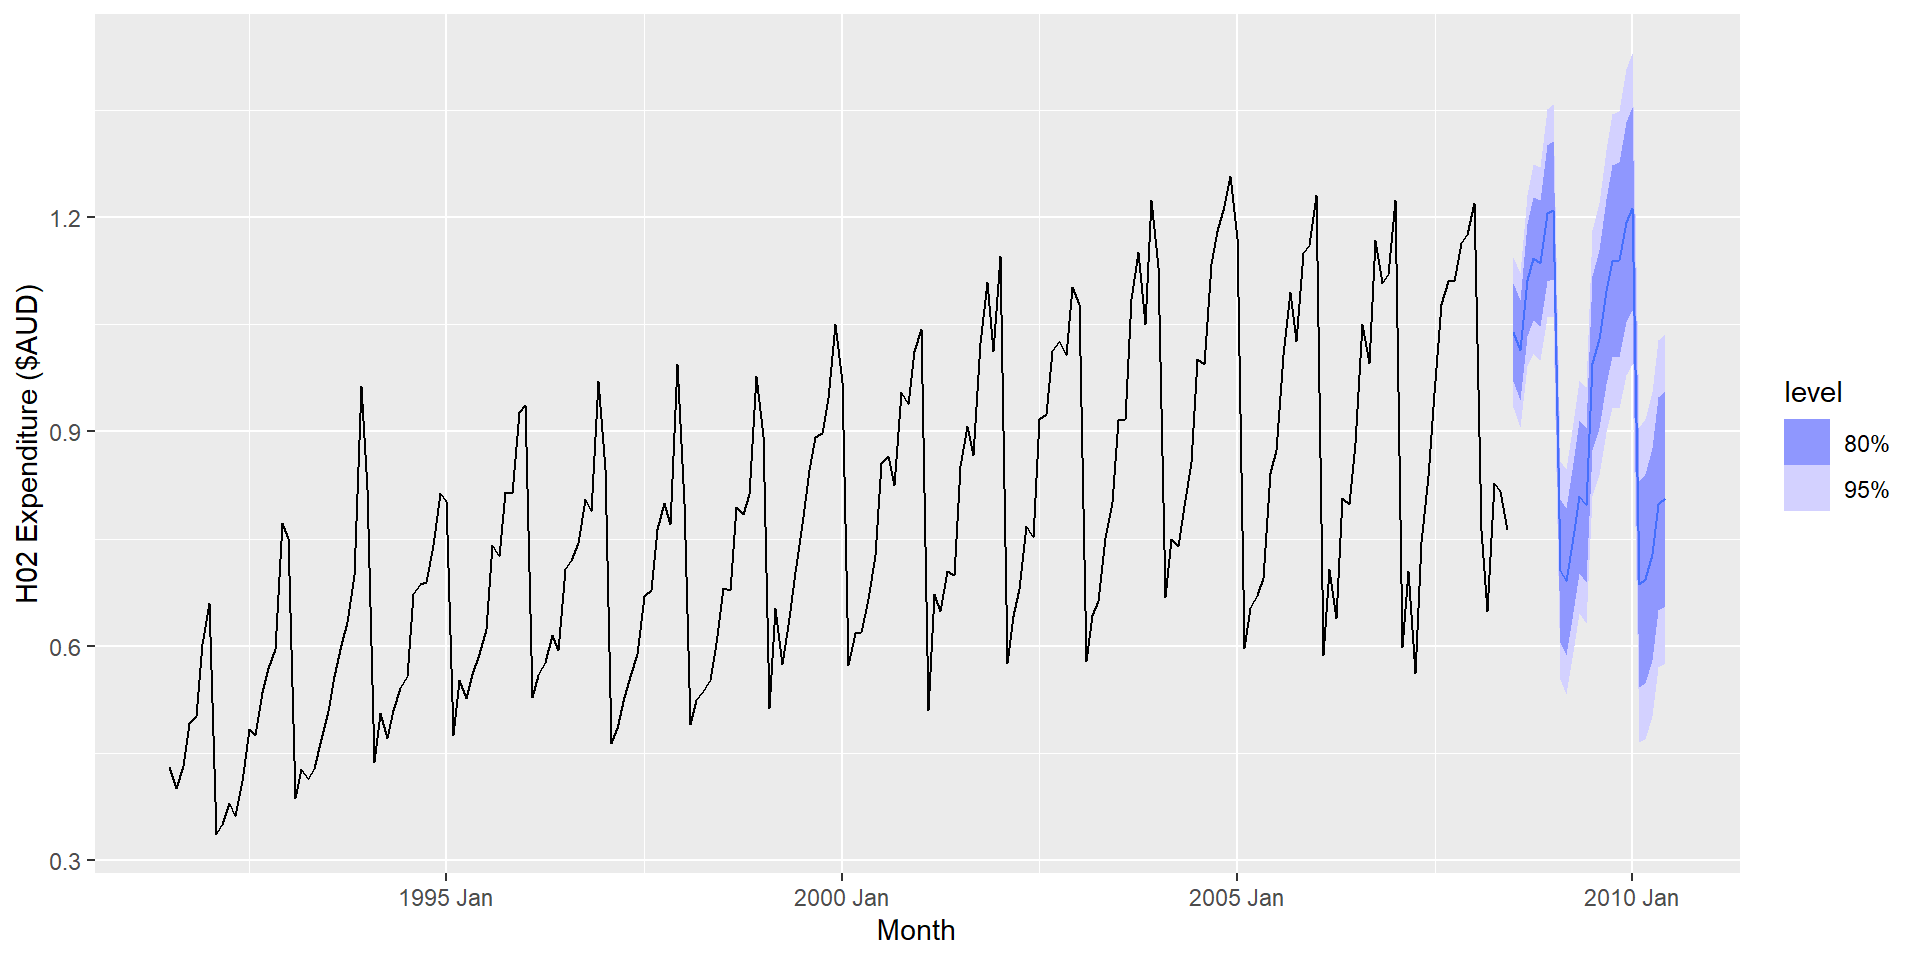 H02 Expenditure ($AUD)
1.2
0.9
0.6
0.3
1995 Jan
2000 Jan
2005 Jan
2010 Jan
Month
level
80%
95%